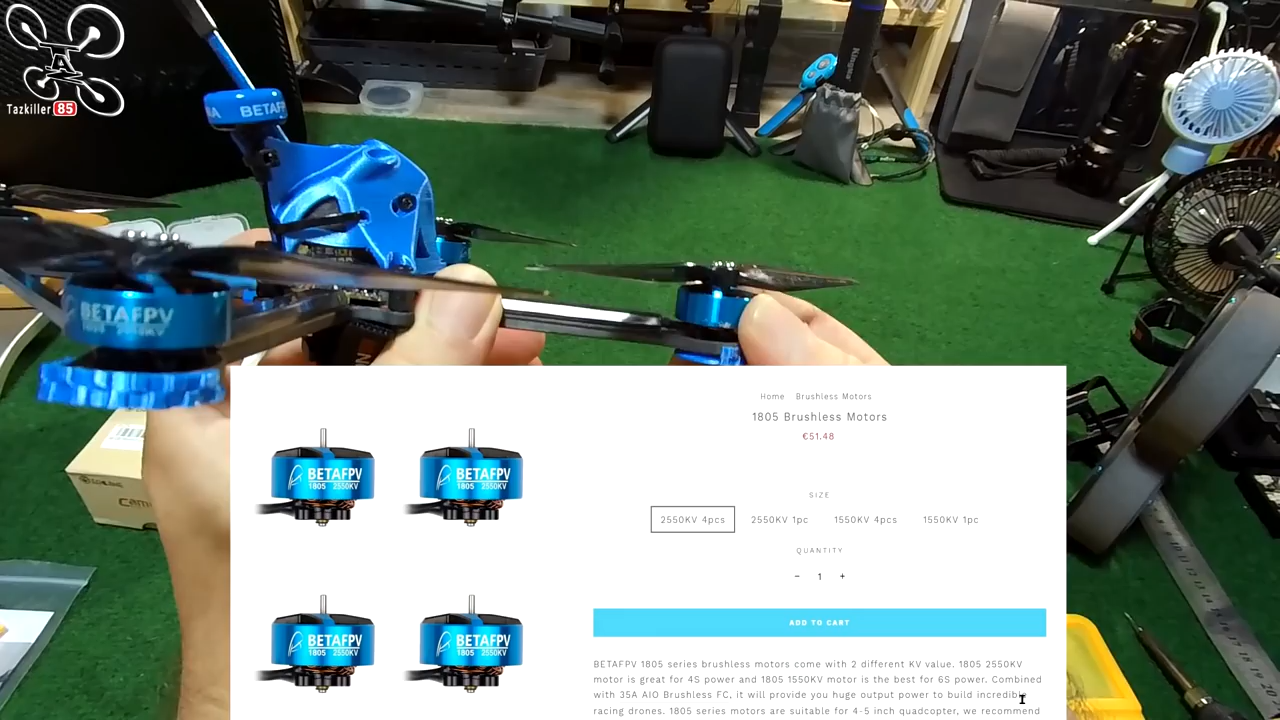 A
Tazkiller 85
BETAFP
BETAFPV
1805 2550KV
Home Brushless Motors
1805 Brushless Motors
€51.48
SIZE
2550KV 4pcs 2550KV 1pc 1550KV 4pcs 1550KV 1pc
QUANTITY
− 1 +
ADD TO CART
BETAFPV 1805 series brushless motors come with 2 different KV value. 1805 2550KV
motor is great for 4S power and 1805 1550KV motor is the best for 6S power. Combined
with 35A AIO Brushless FC, it will provide you huge output power to build incredible
racing drones. 1805 series motors are suitable for 4-5 inch quadcopter, we recommend
BETAFPV
1805 2550KV
BETAFPV
1805 2550KV
BETAFPV
1805 2550KV
BETAFPV
1805 2550KV